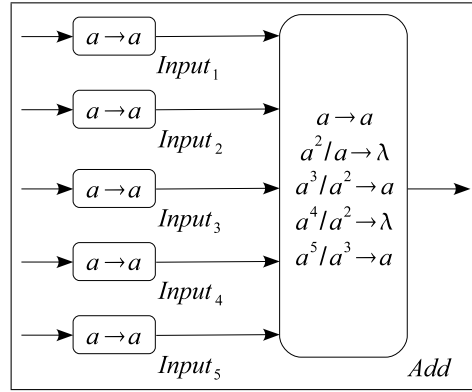 a → a
Input₁
a → a
Input₂
a → a
Input₃
a → a
Input₄
a → a
Input₅
a → a
a²/a → λ
a³/a² → a
a⁴/a² → λ
a⁵/a³ → a
Add